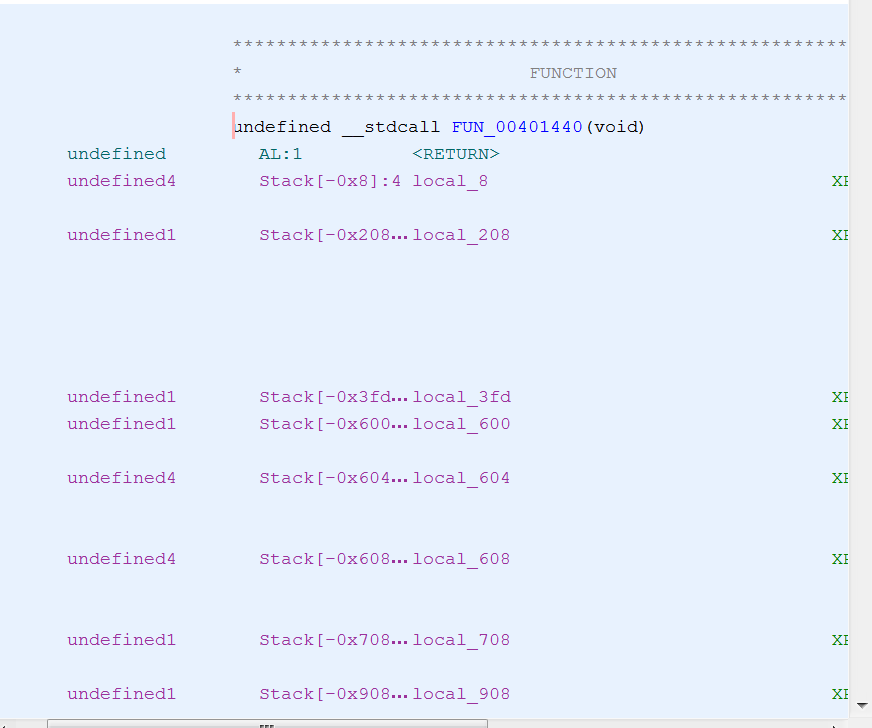 ********************************************************
* FUNCTION
********************************************************
undefined __stdcall FUN_00401440(void)
undefined AL:1 <RETURN>
undefined4 Stack[-0x8]:4 local_8
undefined1 Stack[-0x208... local_208
undefined1 Stack[-0x3fd... local_3fd
undefined1 Stack[-0x600... local_600
undefined4 Stack[-0x604... local_604
undefined4 Stack[-0x608... local_608
undefined1 Stack[-0x708... local_708
undefined1 Stack[-0x908... local_908